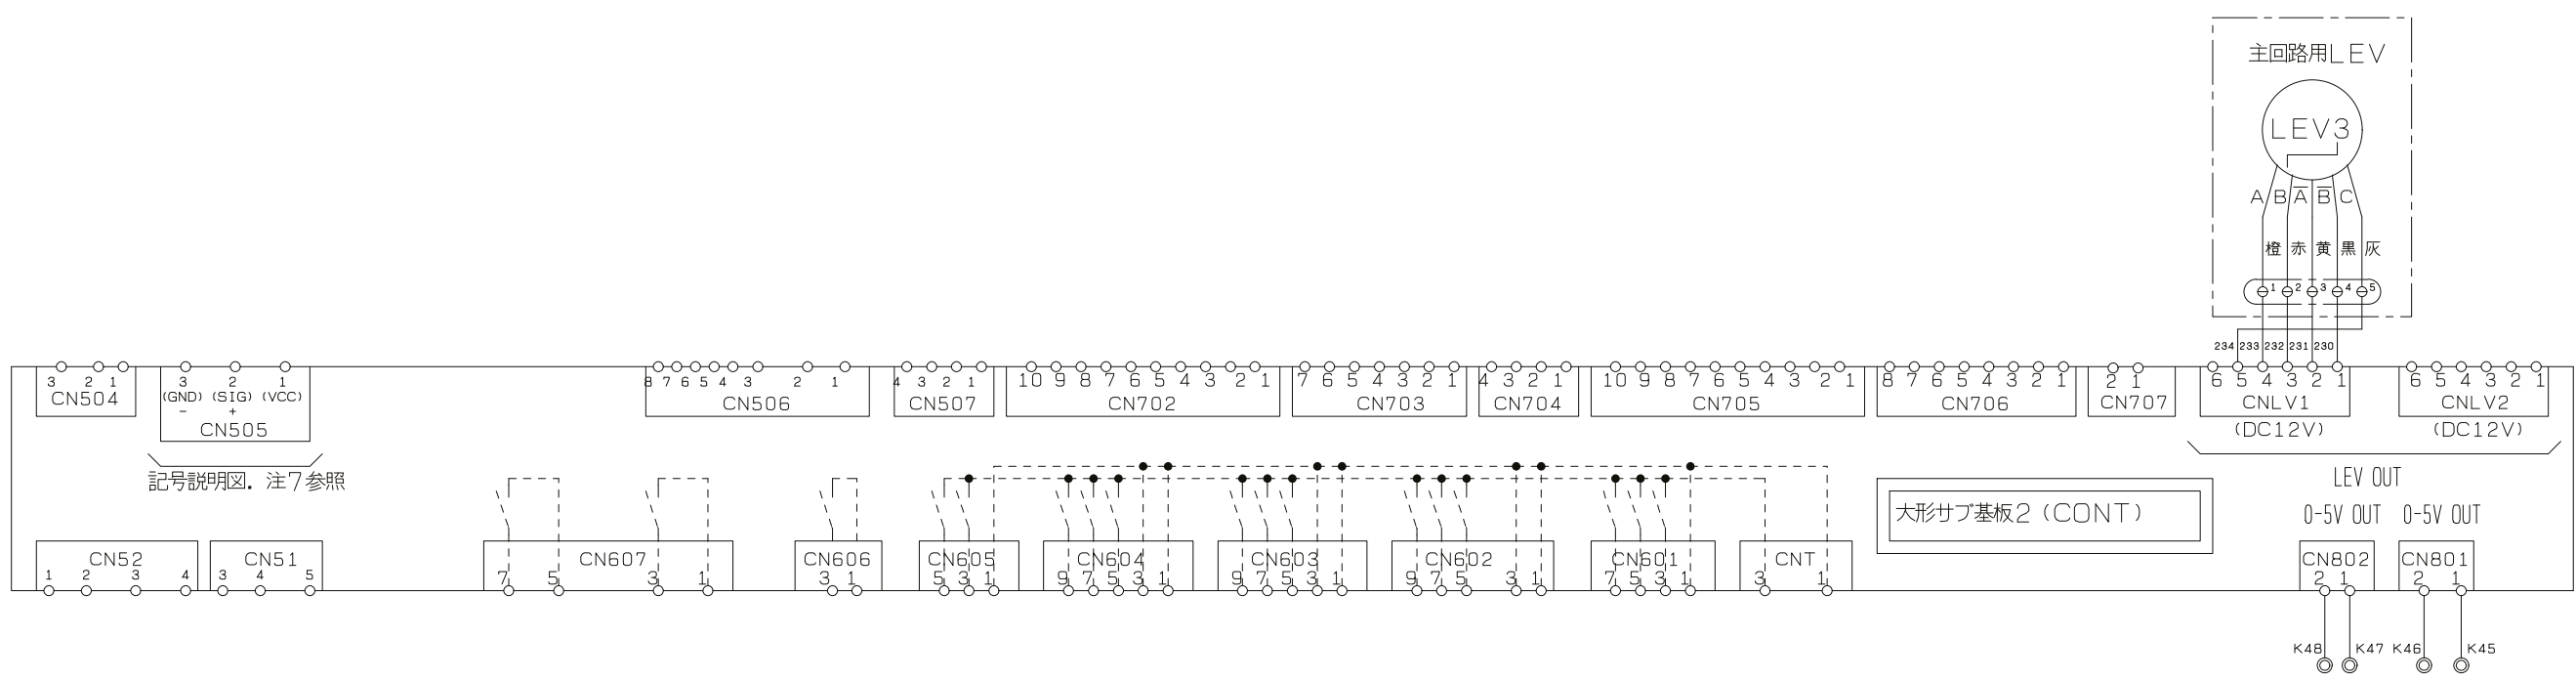 主回路用LEV
LEV3
A B A̅ B̅ C
橙 赤 黄 黒 灰
1 2 3 4 5
234 233 232 231 230
3 2 1
CN504
3 2 1
(GND) (SIG) (VCC)
- +
CN505
8 7 6 5 4 3 2 1
CN506
4 3 2 1
CN507
10 9 8 7 6 5 4 3 2 1
CN702
7 6 5 4 3 2 1
CN703
4 3 2 1
CN704
10 9 8 7 6 5 4 3 2 1
CN705
8 7 6 5 4 3 2 1
CN706
2 1
CN707
6 5 4 3 2 1
CNLV1
(DC12V)
6 5 4 3 2 1
CNLV2
(DC12V)
記号説明図. 注7参照
LEV OUT
大形サブ基板2(CONT)
0-5V OUT 0-5V OUT
CN52
1 2 3 4
CN51
3 4 5
CN607
7 5 3 1
CN606
3 1
CN605
5 3 1
CN604
9 7 5 3 1
CN603
9 7 5 3 1
CN602
9 7 5 3 1
CN601
7 5 3 1
CNT
3 1
CN802
2 1
CN801
2 1
K48 K47 K46 K45